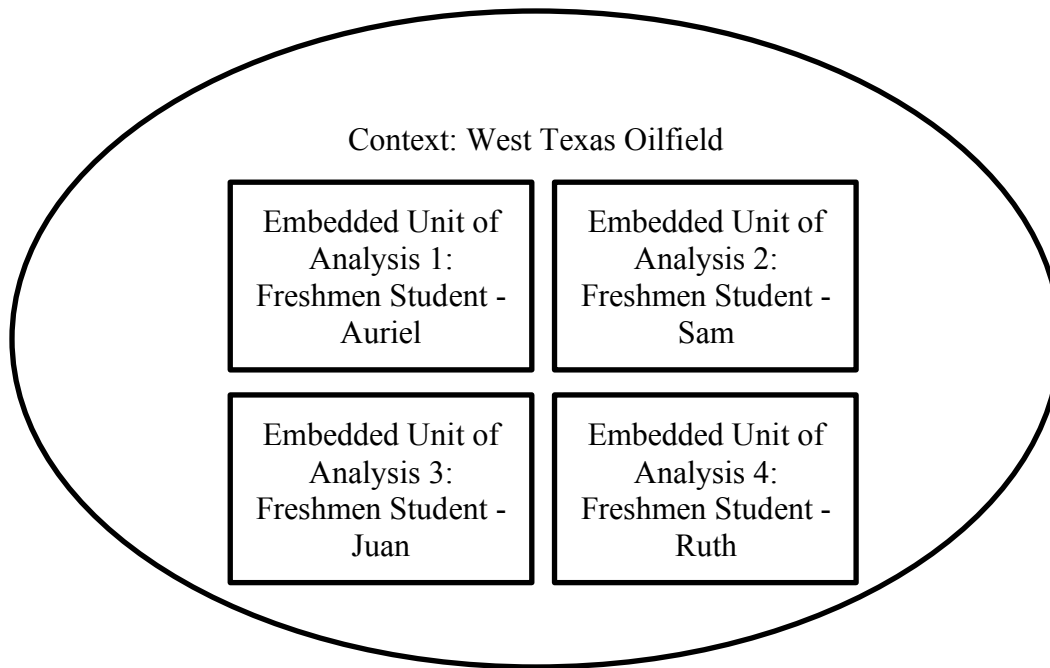 Context: West Texas Oilfield
Embedded Unit of
Analysis 1:
Freshmen Student -
Auriel
Embedded Unit of
Analysis 2:
Freshmen Student -
Sam
Embedded Unit of
Analysis 3:
Freshmen Student -
Juan
Embedded Unit of
Analysis 4:
Freshmen Student -
Ruth